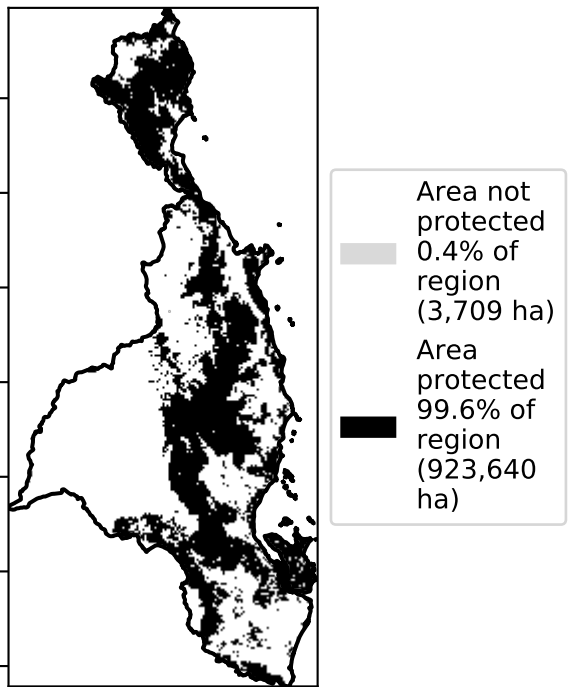 Area not
protected
0.4% of
region
(3,709 ha)
Area
protected
99.6% of
region
(923,640
ha)